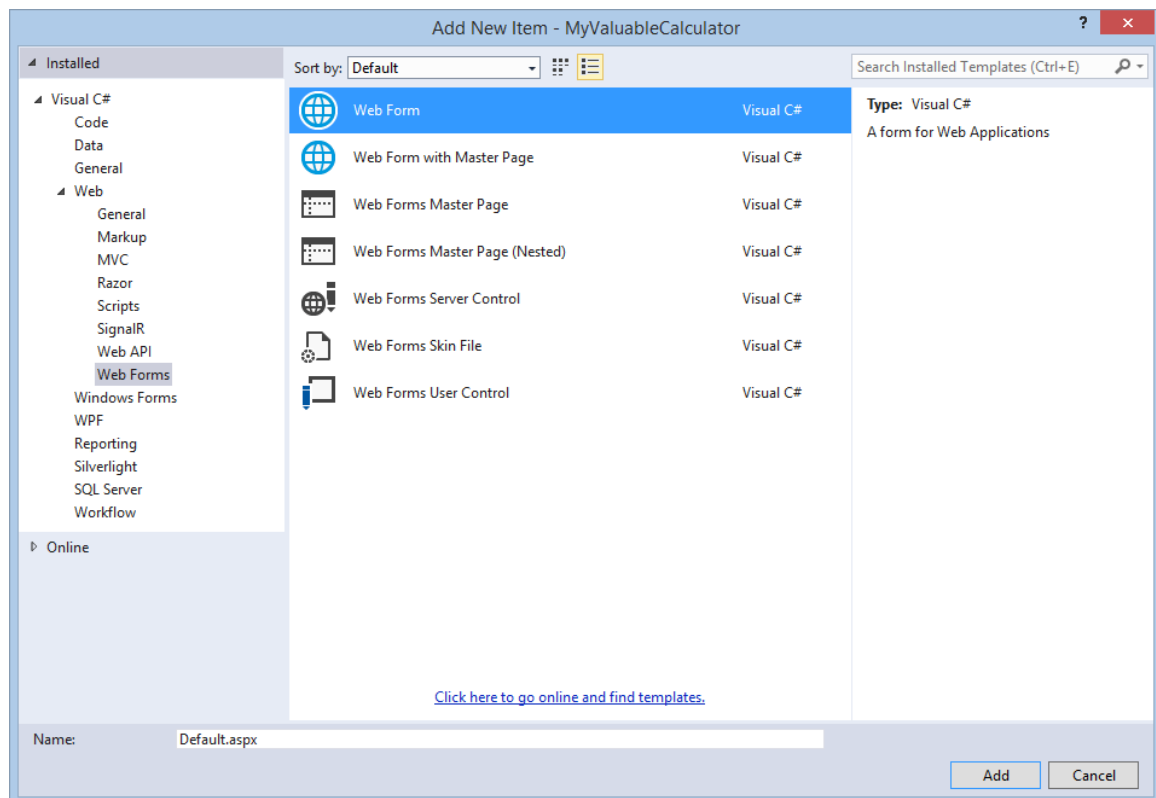 Add New Item - MyValuableCalculator
?
Installed
Sort by: Default
Search Installed Templates (Ctrl+E)
Visual C#
Code
Data
General
Web
General
Markup
MVC
Razor
Scripts
SignalR
Web API
Web Forms
Windows Forms
WPF
Reporting
Silverlight
SQL Server
Workflow
Online
Web Form Visual C#
Web Form with Master Page Visual C#
Web Forms Master Page Visual C#
Web Forms Master Page (Nested) Visual C#
Web Forms Server Control Visual C#
Web Forms Skin File Visual C#
Web Forms User Control Visual C#
Click here to go online and find templates.
Type: Visual C#
A form for Web Applications
Name: Default.aspx
Add Cancel